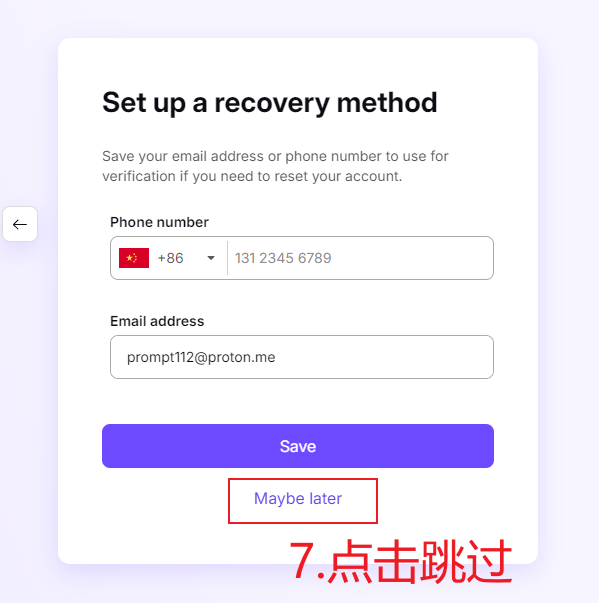 Set up a recovery method
Save your email address or phone number to use for
verification if you need to reset your account.
Phone number
+86 131 2345 6789
Email address
prompt112@proton.me
Save
Maybe later
7.点击跳过